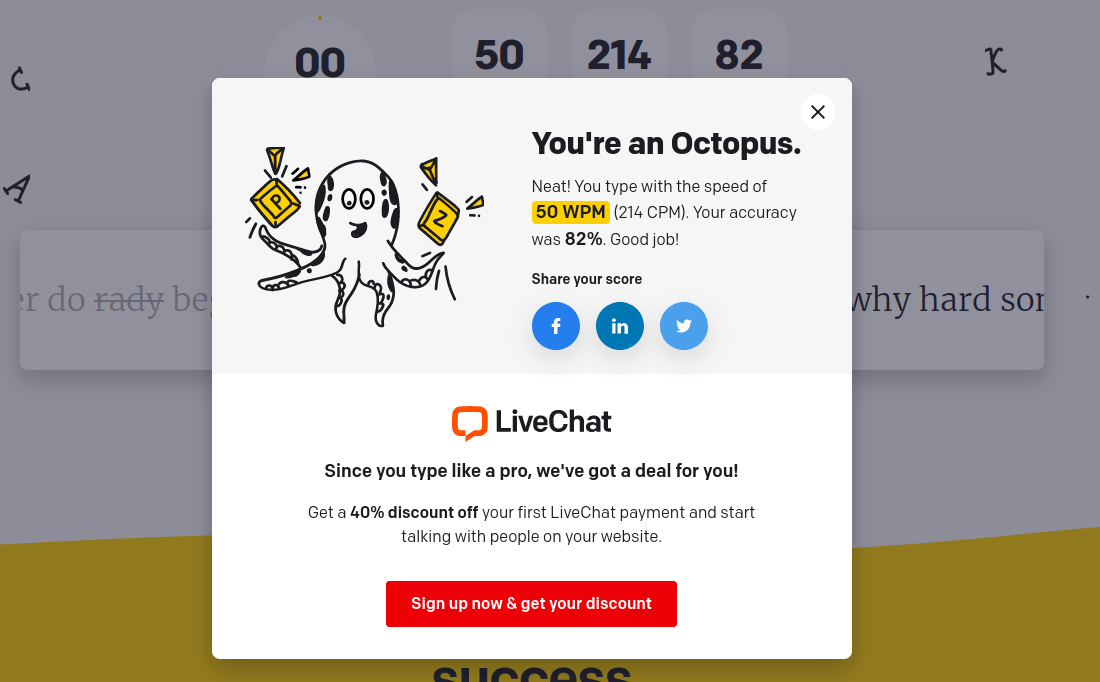 00
50
214
82
K
A
You're an Octopus.
P
Z
Neat! You type with the speed of
50 WPM (214 CPM). Your accuracy
was 82%. Good job!
Share your score
f
in
er do rady be
why hard
LiveChat
Since you type like a pro, we've got a deal for you!
Get a 40% discount off your first LiveChat payment and start
talking with people on your website.
Sign up now & get your discount
success